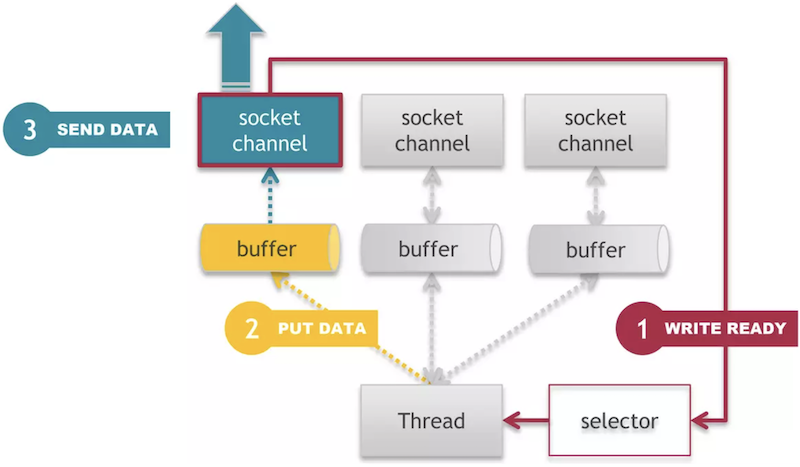 3 SEND DATA
socket
channel
socket
channel
socket
channel
buffer
buffer
buffer
2 PUT DATA
1 WRITE READY
Thread
selector